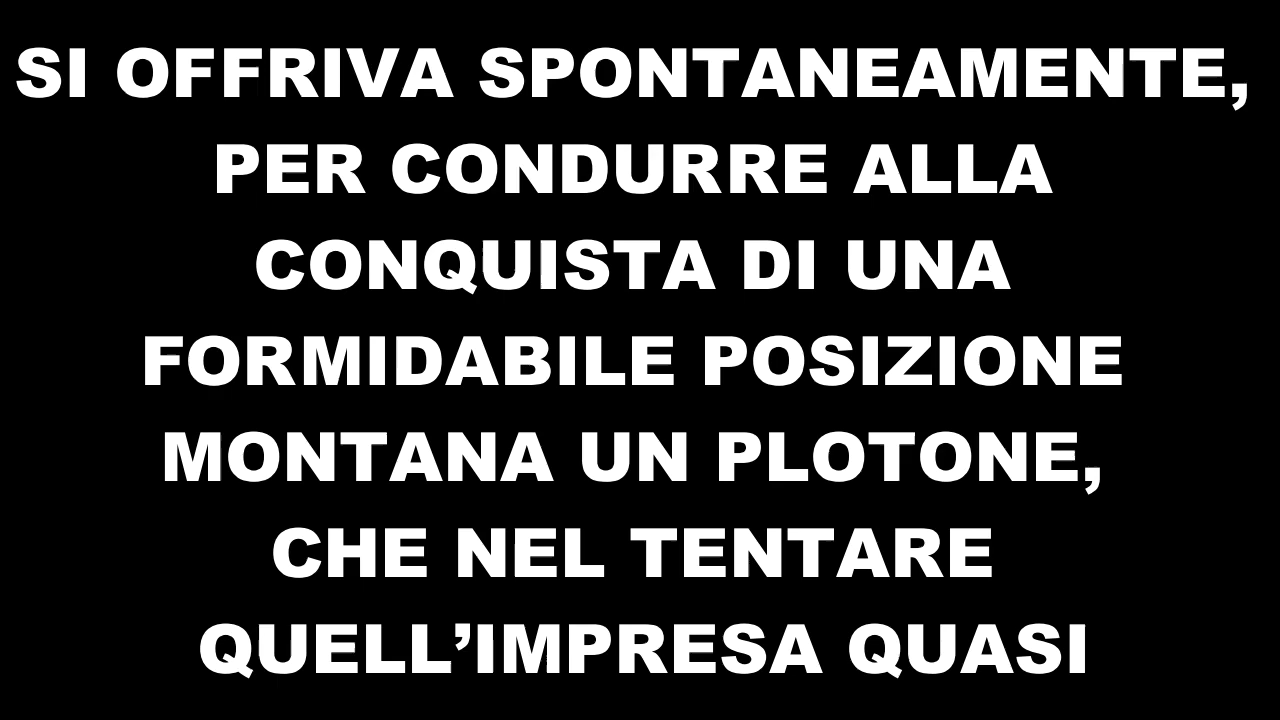 SI OFFRIVA SPONTANEAMENTE,
PER CONDURRE ALLA
CONQUISTA DI UNA
FORMIDABILE POSIZIONE
MONTANA UN PLOTONE,
CHE NEL TENTARE
QUELL’IMPRESA QUASI